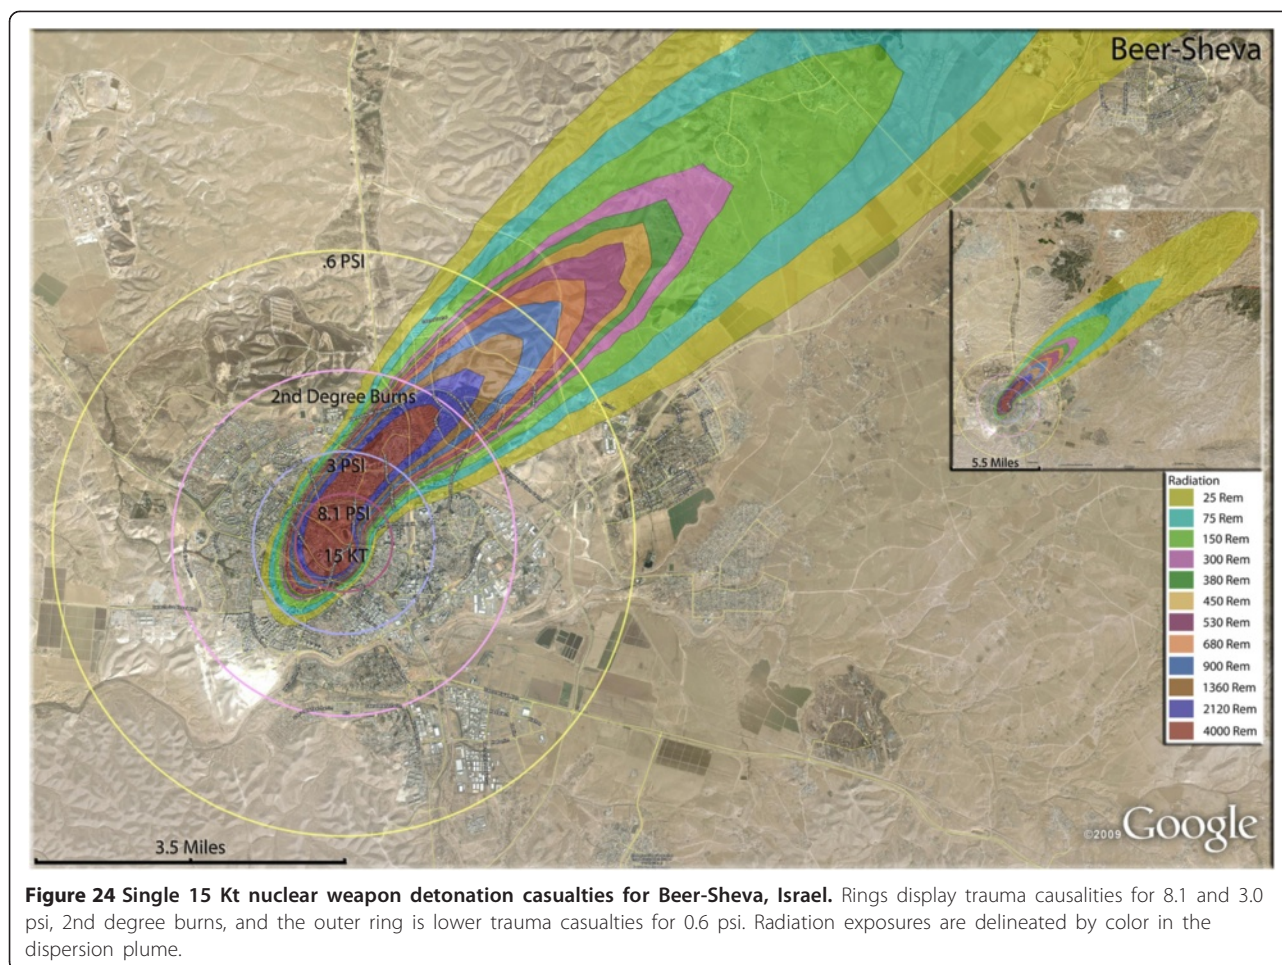 Beer-Sheva
.6 PSI
2nd Degree Burns
3 PSI
8.1 PSI
15 KT
5.5 Miles
Radiation
25 Rem
75 Rem
150 Rem
300 Rem
380 Rem
450 Rem
530 Rem
680 Rem
900 Rem
1360 Rem
2120 Rem
4000 Rem
©2009 Google
3.5 Miles
Figure 24 Single 15 Kt nuclear weapon detonation casualties for Beer-Sheva, Israel. Rings display trauma causalities for 8.1 and 3.0
psi, 2nd degree burns, and the outer ring is lower trauma casualties for 0.6 psi. Radiation exposures are delineated by color in the
dispersion plume.